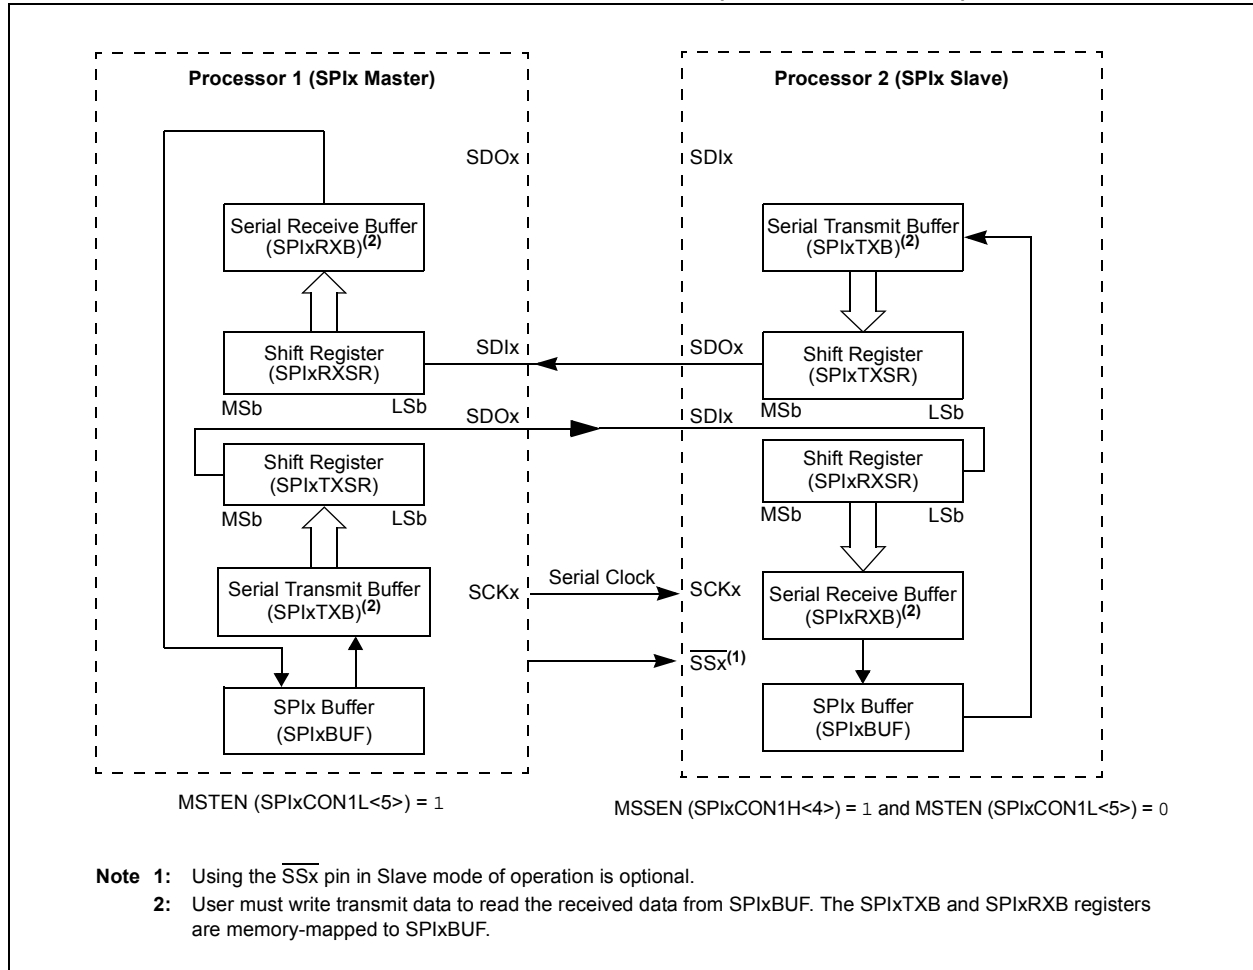 Processor 1 (SPIx Master)
Processor 2 (SPIx Slave)
SDOx
SDIx
Serial Receive Buffer
(SPIxRXB)(2)
Serial Transmit Buffer
(SPIxTXB)(2)
Shift Register
(SPIxRXSR)
SDIx
SDOx
Shift Register
(SPIxTXSR)
MSb
LSb
MSb
LSb
SDOx
SDIx
Shift Register
(SPIxTXSR)
Shift Register
(SPIxRXSR)
MSb
LSb
MSb
LSb
Serial Transmit Buffer
(SPIxTXB)(2)
SCKx
Serial Clock
SCKx
Serial Receive Buffer
(SPIxRXB)(2)
SSx(1)
SPIx Buffer
(SPIxBUF)
SPIx Buffer
(SPIxBUF)
MSTEN (SPIxCON1L<5>) = 1
MSSEN (SPIxCON1H<4>) = 1 and MSTEN (SPIxCON1L<5>) = 0
Note 1: Using the SSx pin in Slave mode of operation is optional.
2: User must write transmit data to read the received data from SPIxBUF. The SPIxTXB and SPIxRXB registers
are memory-mapped to SPIxBUF.